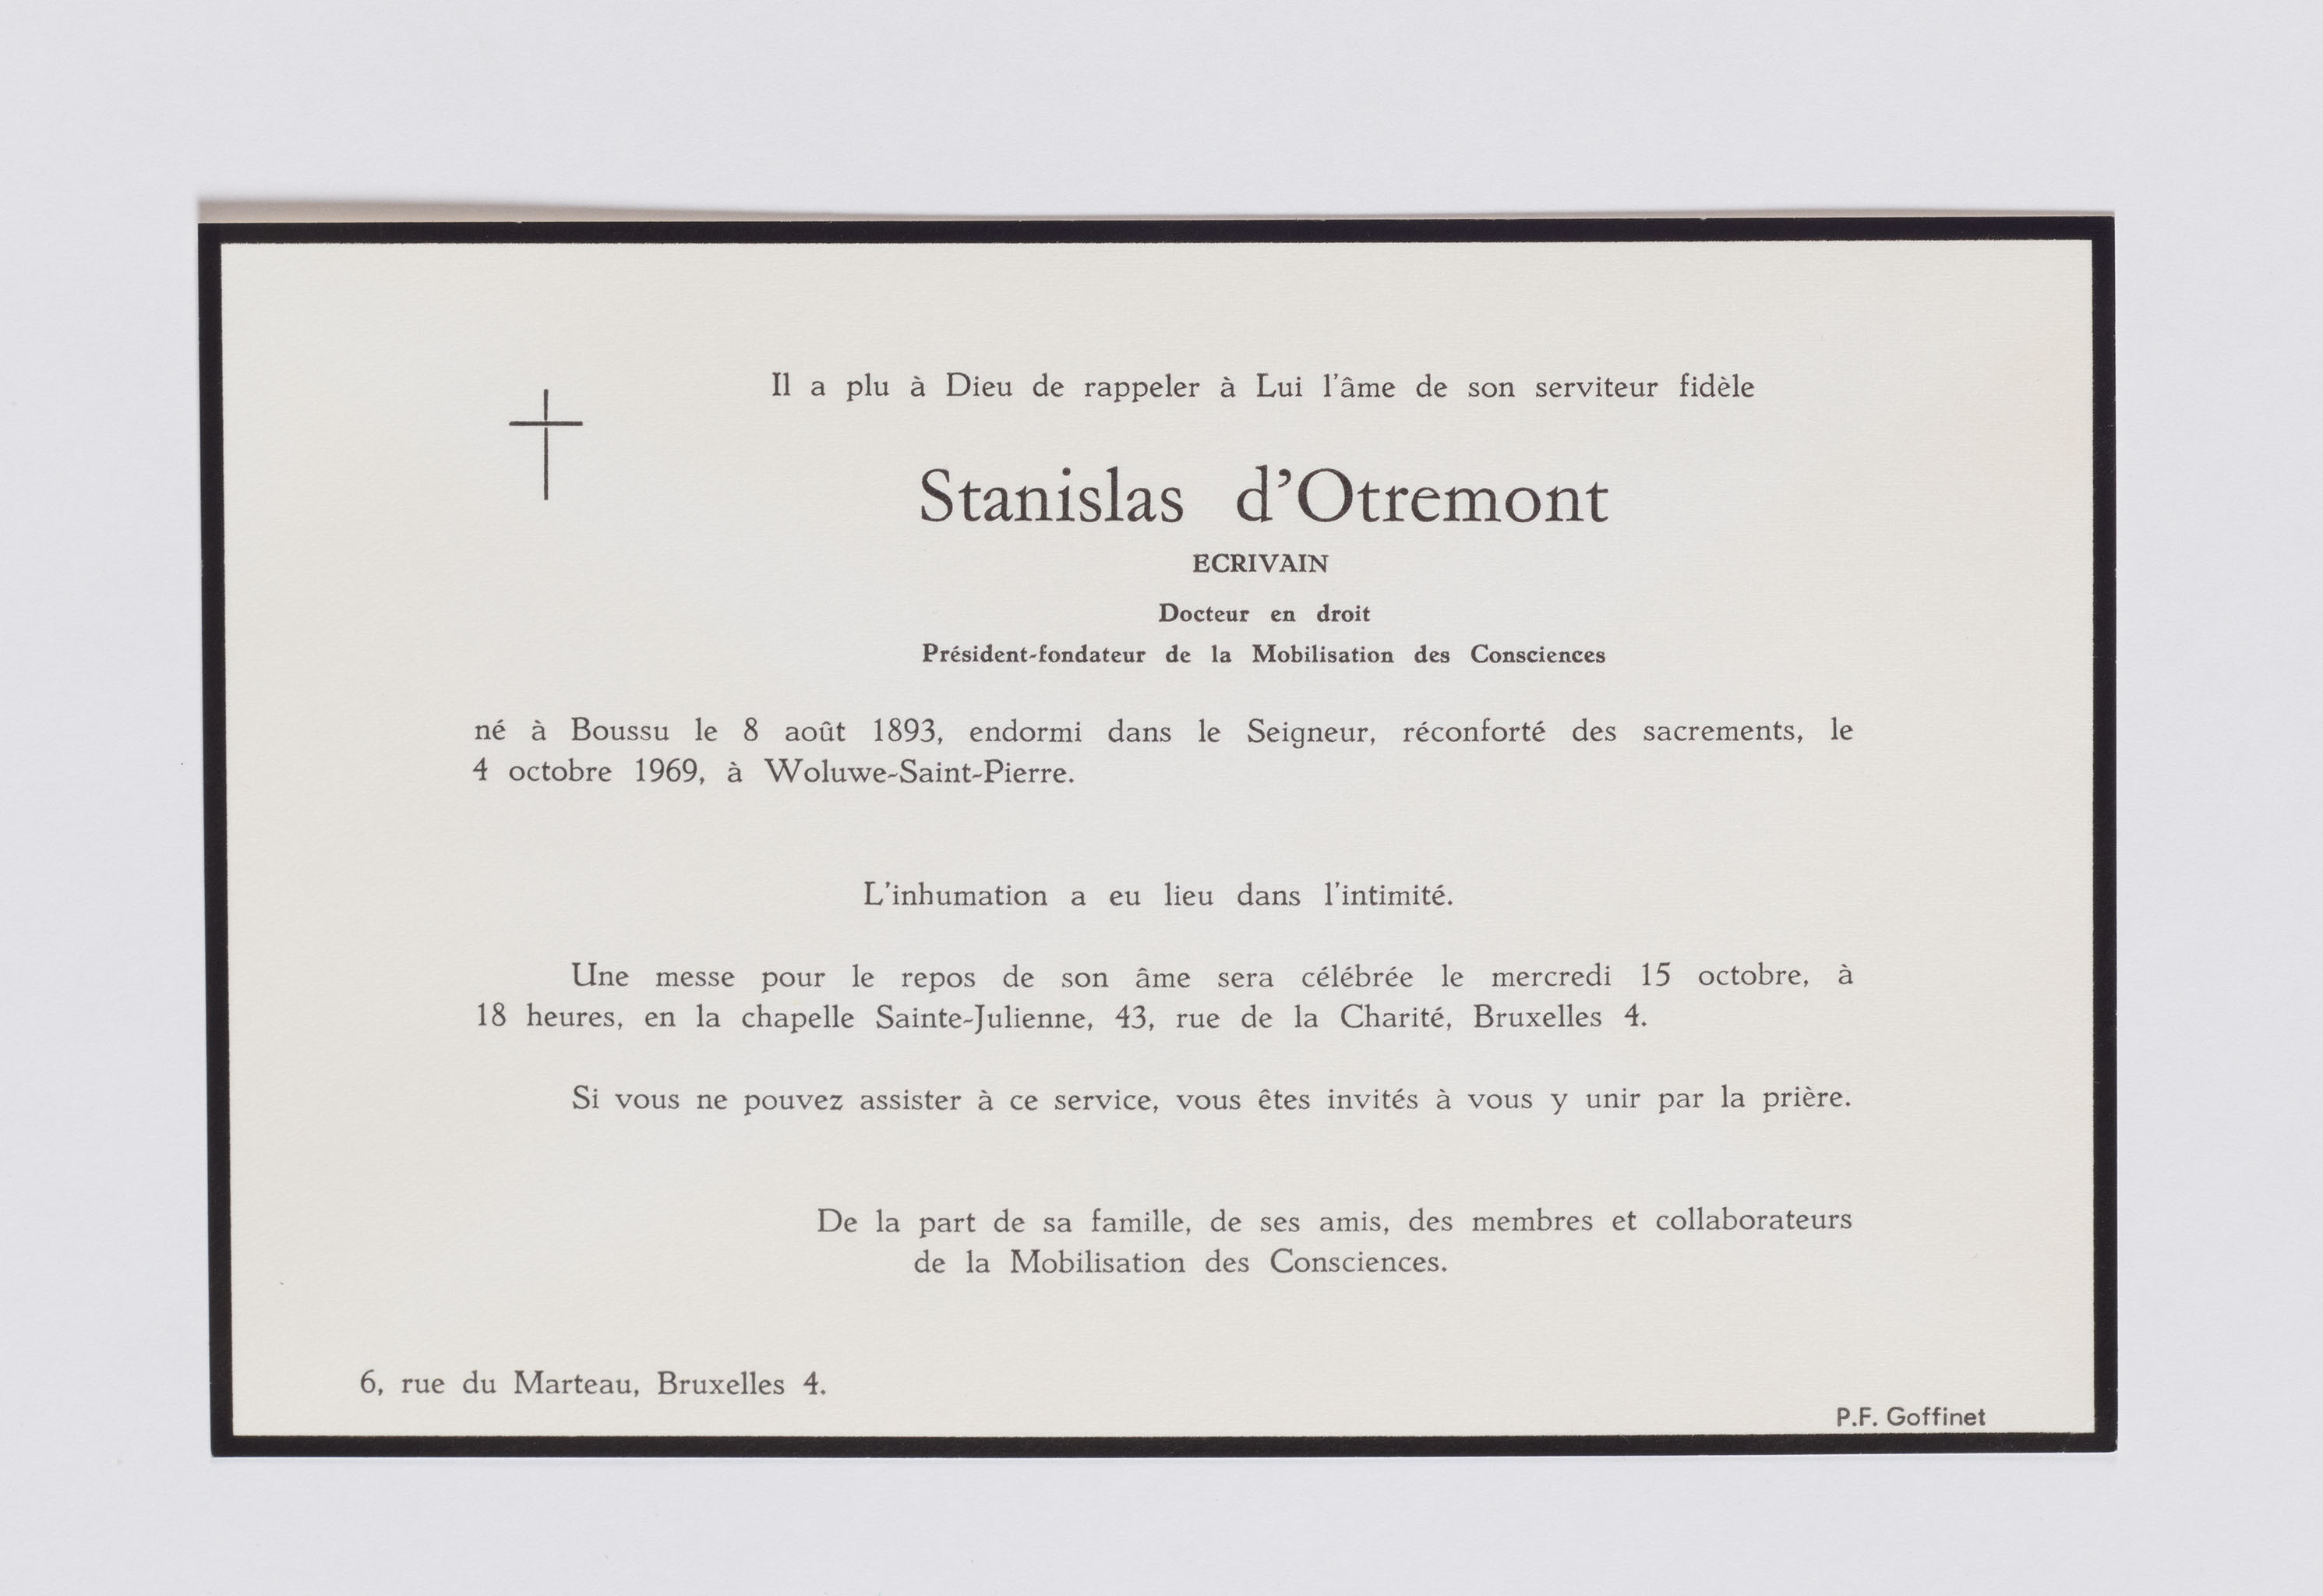 Il a plu à Dieu de rappeler à Lui l'âme de son serviteur fidèle
Stanislas d'Otremont
ECRIVAIN
Docteur en droit
Président-fondateur de la Mobilisation des Consciences
né à Boussu le 8 août 1893, endormi dans le Seigneur, réconforté des sacrements, le
4 octobre 1969, à Woluwe-Saint-Pierre.
L'inhumation a eu lieu dans l'intimité.
Une messe pour le repos de son âme sera célébrée le mercredi 15 octobre, à
18 heures, en la chapelle Sainte-Julienne, 43, rue de la Charité, Bruxelles 4.
Si vous ne pouvez assister à ce service, vous êtes invités à vous y unir par la prière.
De la part de sa famille, de ses amis, des membres et collaborateurs
de la Mobilisation des Consciences.
6, rue du Marteau, Bruxelles 4.
P.F. Goffinet